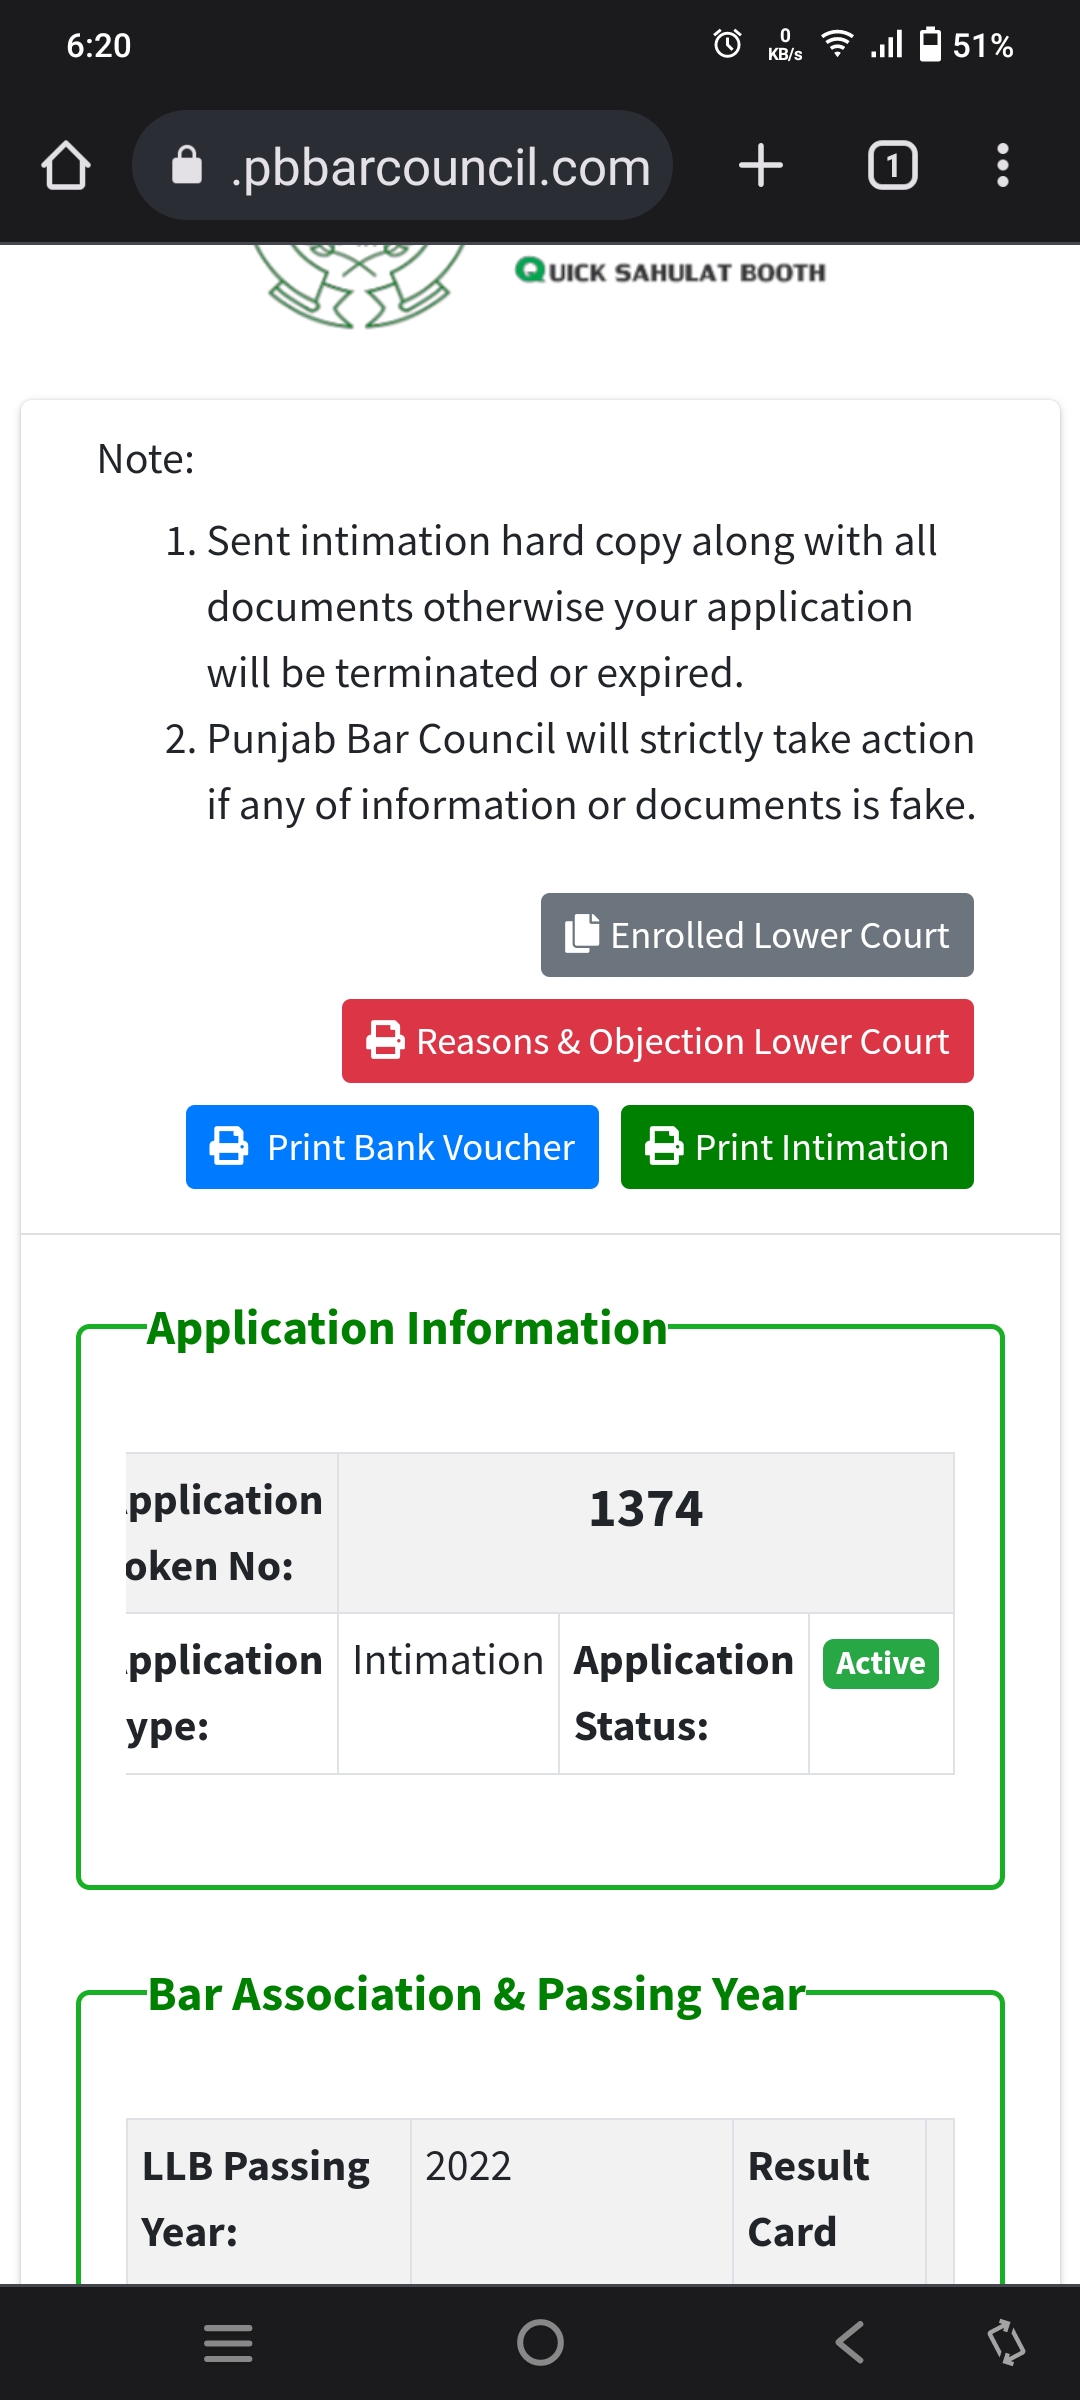 6:20
0
KB/s
51%
.pbbarcouncil.com
1
QUICK SAHULAT BOOTH
Note:
1. Sent intimation hard copy along with all
documents otherwise your application
will be terminated or expired.
2. Punjab Bar Council will strictly take action
if any of information or documents is fake.
Enrolled Lower Court
Reasons & Objection Lower Court
Print Bank Voucher
Print Intimation
Application Information
pplication
oken No:
1374
pplication
ype:
Intimation
Application
Status:
Active
Bar Association & Passing Year
LLB Passing
Year:
2022
Result
Card